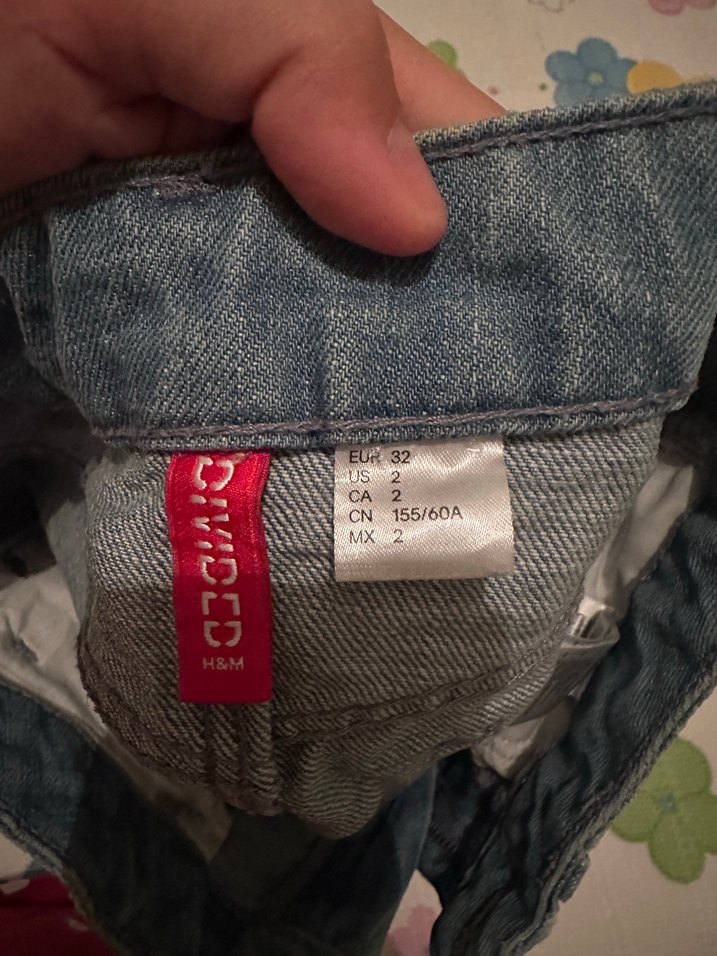 DIVIDED
H&M
EUR 32
US 2
CA 2
CN 155/60A
MX 2